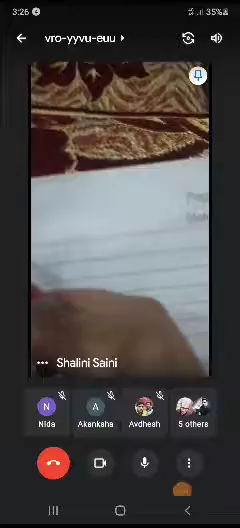 3:26
35%
vro-yyvu-euu
Shalini Saini
N
A
Nida
Akanksha
Avdhesh
5 others